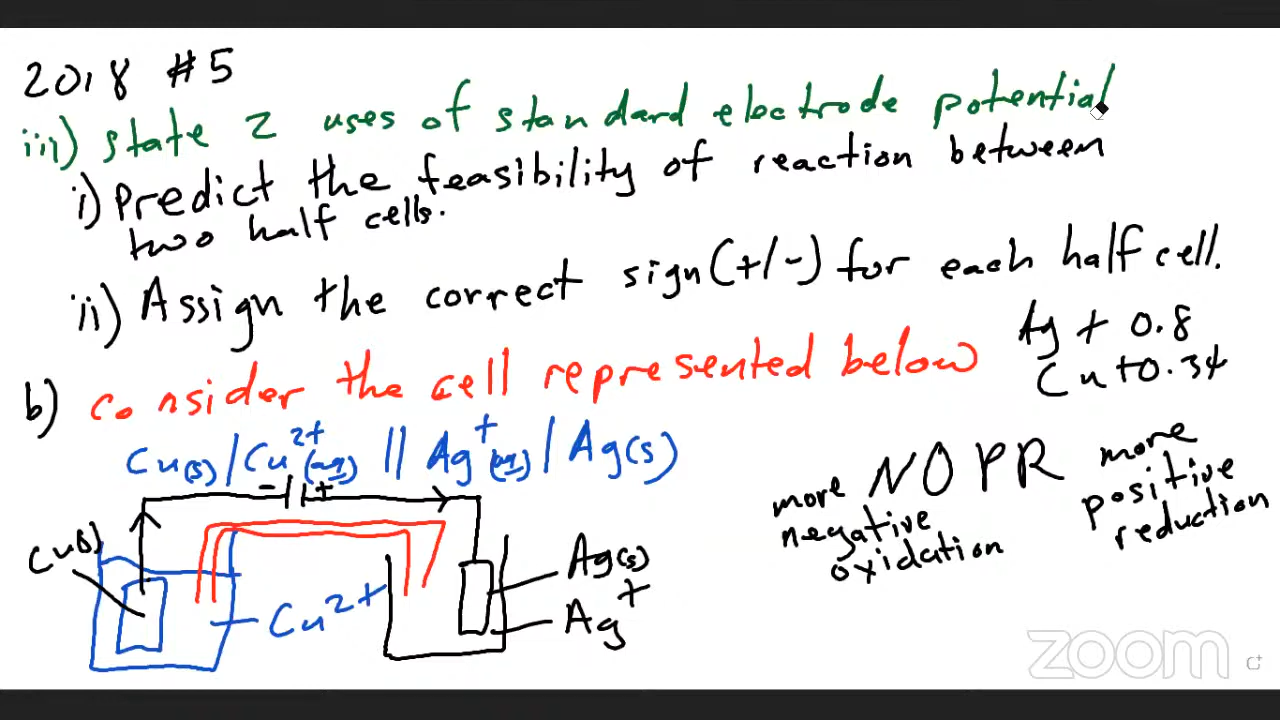 2018 #5
iii) state 2 uses of standard electrode potential
i) Predict the feasibility of reaction between
two half cells.
ii) Assign the correct sign (+/-) for each half cell.
Ag + 0.8
Cu +0.34
b) consider the cell represented below
Cu(s)/Cu²⁺(aq) // Ag⁺(aq)/Ag(s)
- +
more NOPR more
negative positive
oxidation reduction
Cu(s)
Ag(s)
Cu²⁺
Ag⁺
zoom